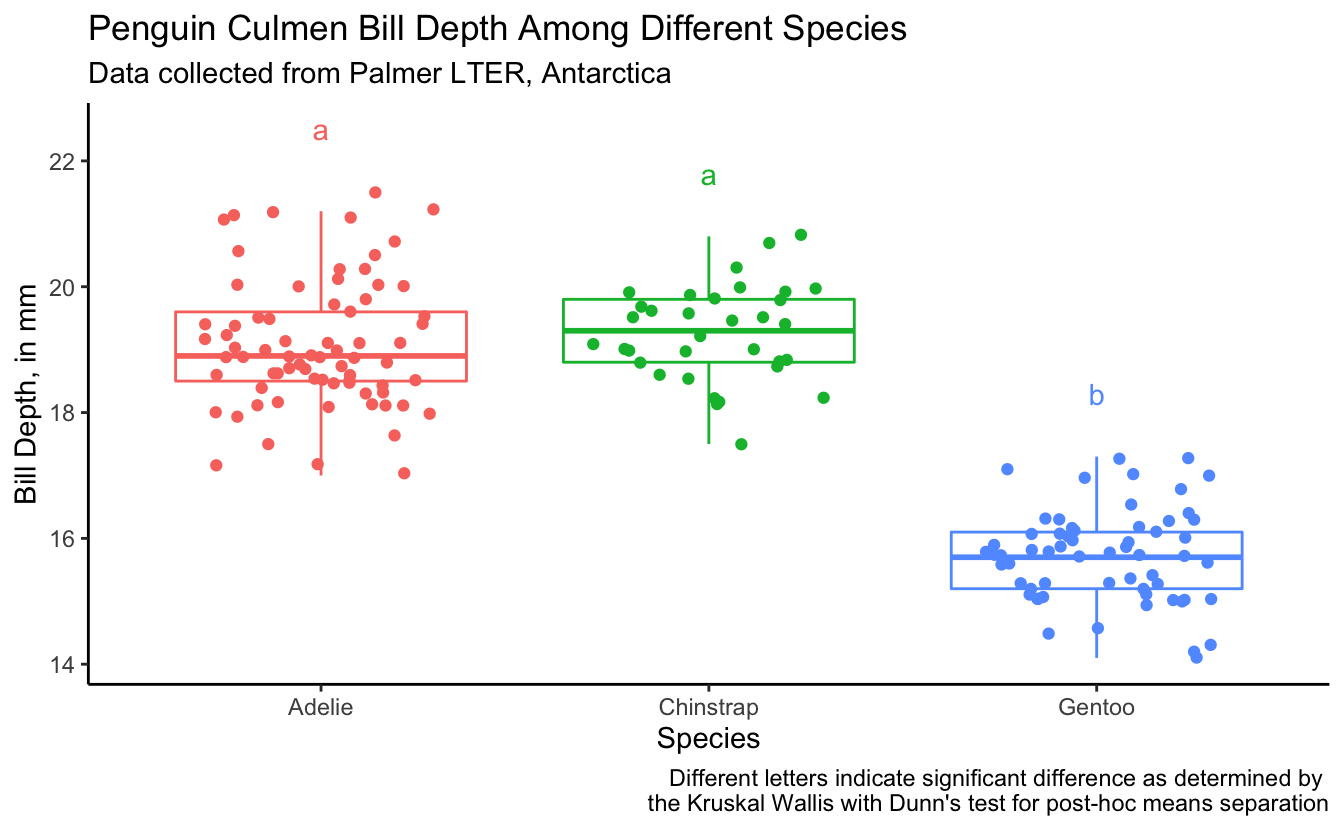 Penguin Culmen Bill Depth Among Different Species
Data collected from Palmer LTER, Antarctica
a
22
a
20
Bill Depth, in mm
18
b
16
14
Adelie
Chinstrap
Gentoo
Species
Different letters indicate significant difference as determined by
the Kruskal Wallis with Dunn's test for post-hoc means separation